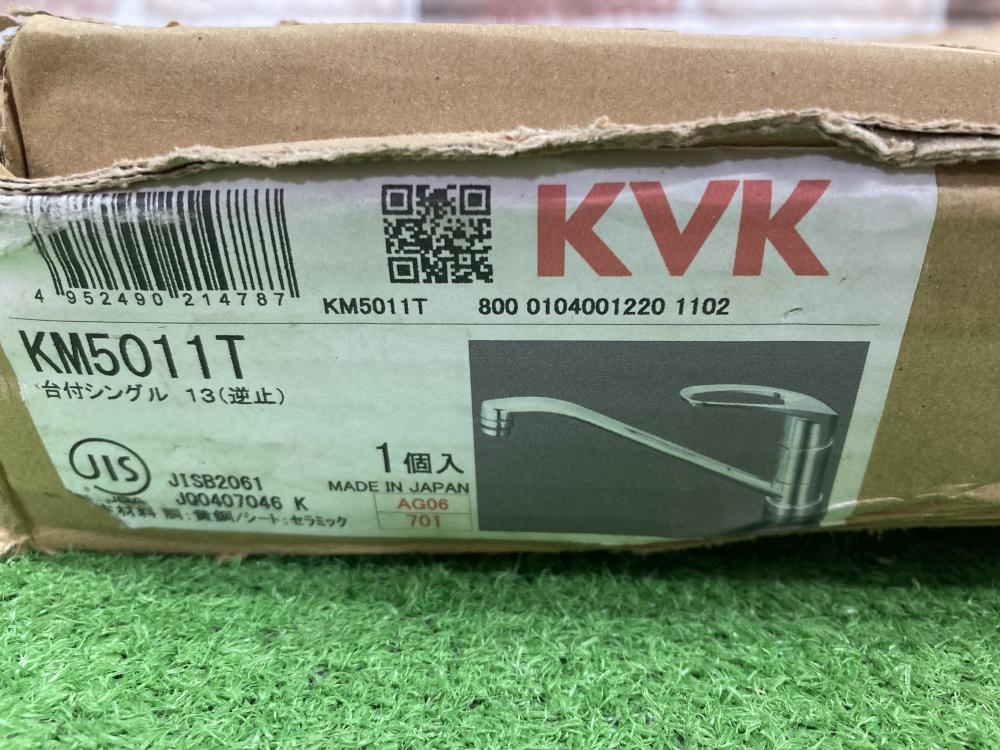 KVK
4 952490 214787
KM5011T 800 0104001220 1102
KM5011T
台付シングル 13(逆止)
JIS
JISB2061
JQ0407046 K
材料 胴:黄銅/シート:セラミック
1個入
MADE IN JAPAN
AG06
701